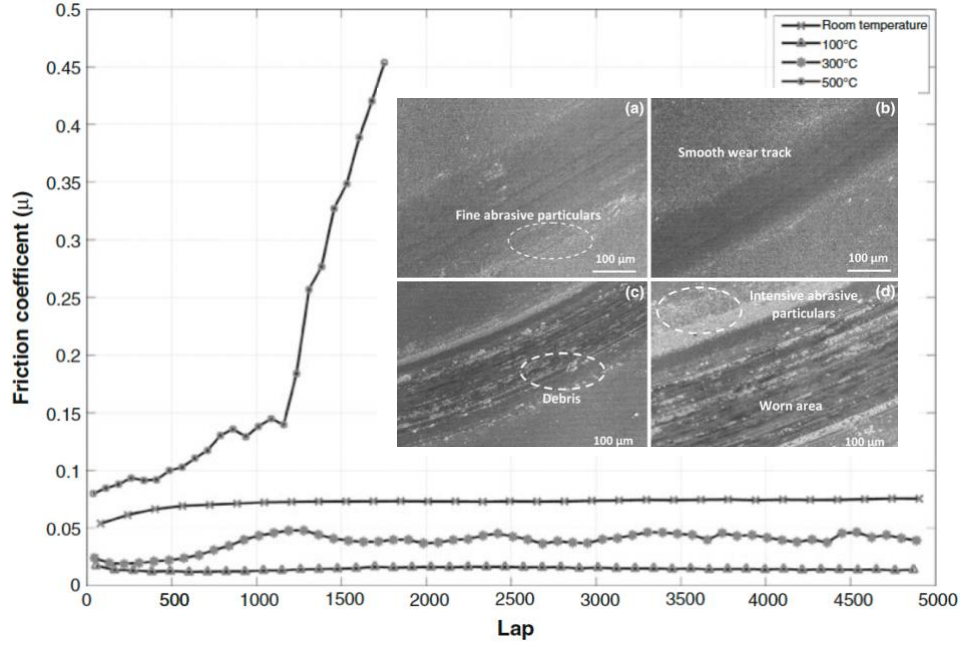 0.5
0.45
0.4
0.35
0.3
0.25
0.2
0.15
0.1
0.05
0
Friction coefficent (μ)
Room temperature
100°C
300°C
500°C
(a)
Fine abrasive particulars
100 μm
(b)
Smooth wear track
100 μm
(c)
Debris
100 μm
(d)
Intensive abrasive
particulars
Worn area
100 μm
0 500 1000 1500 2000 2500 3000 3500 4000 4500 5000
Lap